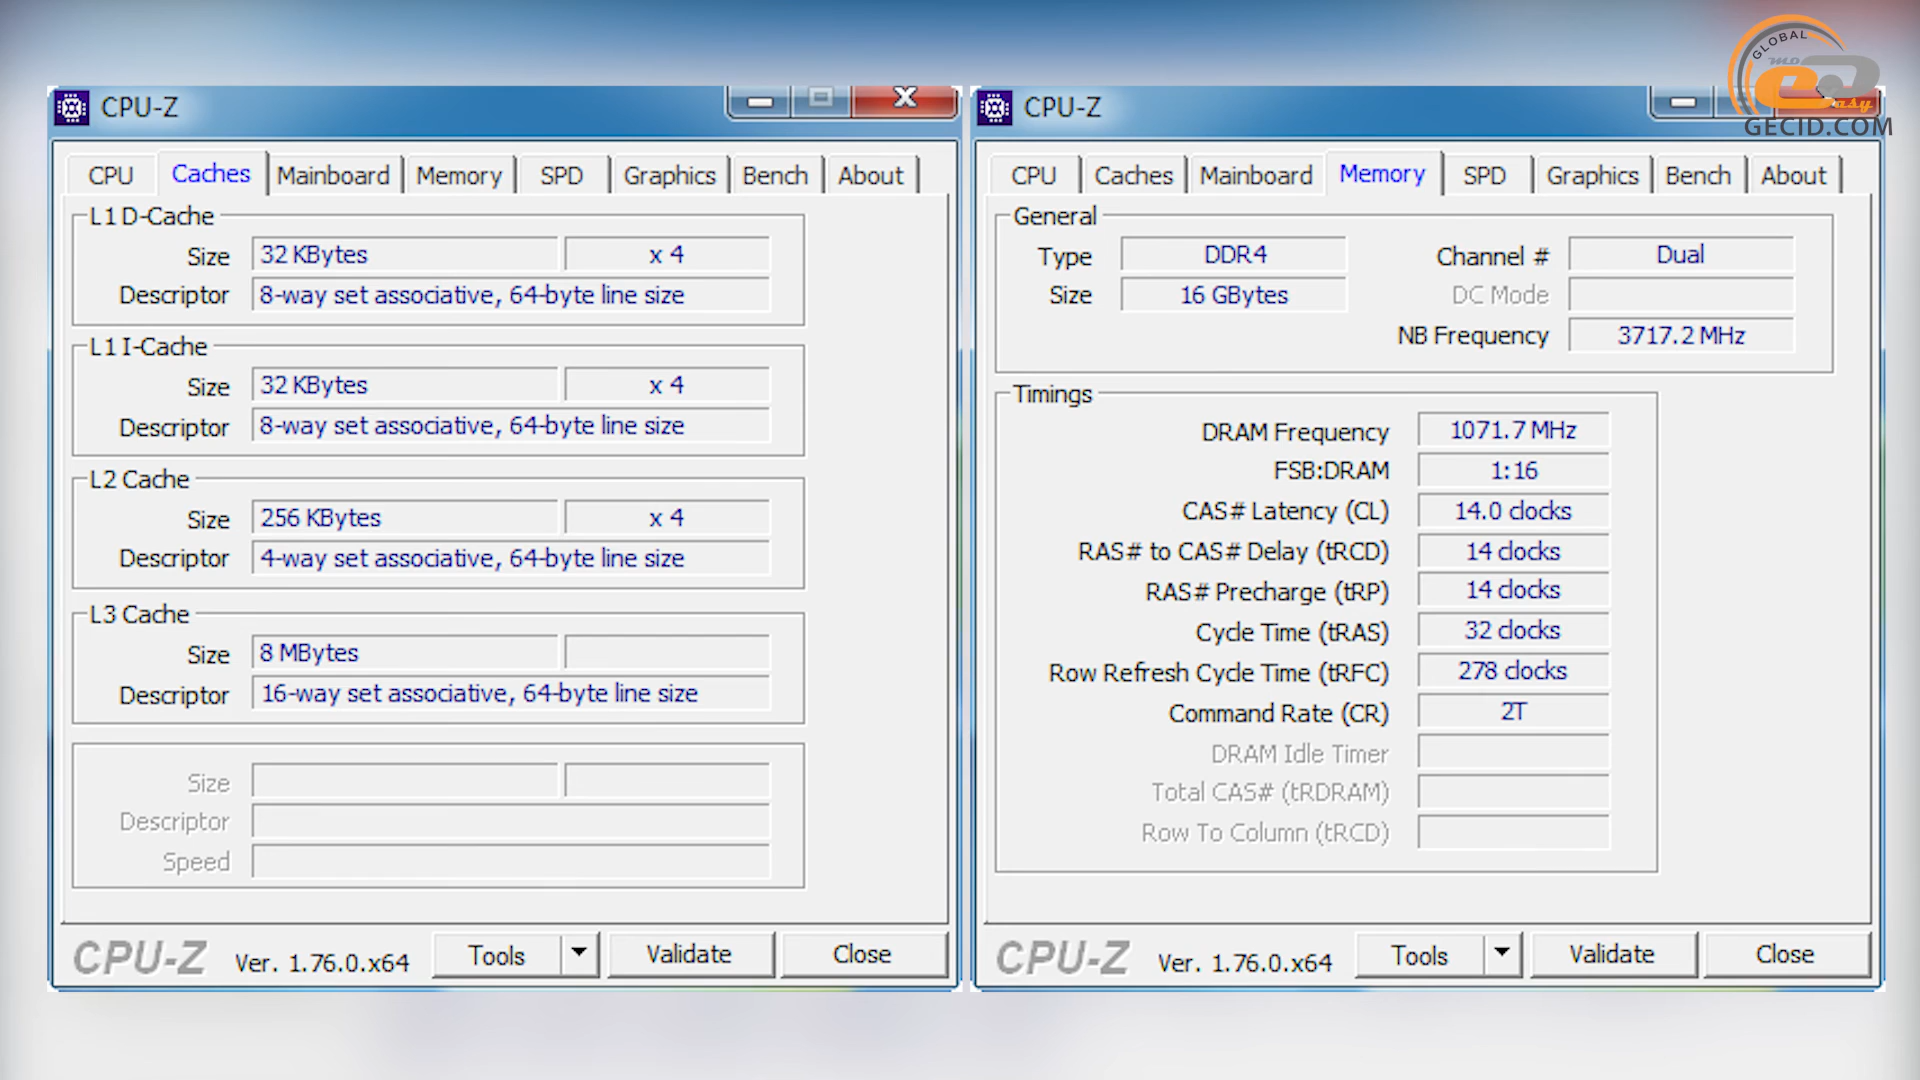 GLOBAL
easy
GECID.COM
CPU-Z
CPU Caches Mainboard Memory SPD Graphics Bench About
L1 D-Cache
Size 32 KBytes x 4
Descriptor 8-way set associative, 64-byte line size
L1 I-Cache
Size 32 KBytes x 4
Descriptor 8-way set associative, 64-byte line size
L2 Cache
Size 256 KBytes x 4
Descriptor 4-way set associative, 64-byte line size
L3 Cache
Size 8 MBytes
Descriptor 16-way set associative, 64-byte line size
Size
Descriptor
Speed
CPU-Z Ver. 1.76.0.x64 Tools Validate Close
CPU-Z
CPU Caches Mainboard Memory SPD Graphics Bench About
General
Type DDR4 Channel # Dual
Size 16 GBytes DC Mode
NB Frequency 3717.2 MHz
Timings
DRAM Frequency 1071.7 MHz
FSB:DRAM 1:16
CAS# Latency (CL) 14.0 clocks
RAS# to CAS# Delay (tRCD) 14 clocks
RAS# Precharge (tRP) 14 clocks
Cycle Time (tRAS) 32 clocks
Row Refresh Cycle Time (tRFC) 278 clocks
Command Rate (CR) 2T
DRAM Idle Timer
Total CAS# (tRDRAM)
Row To Column (tRCD)
CPU-Z Ver. 1.76.0.x64 Tools Validate Close